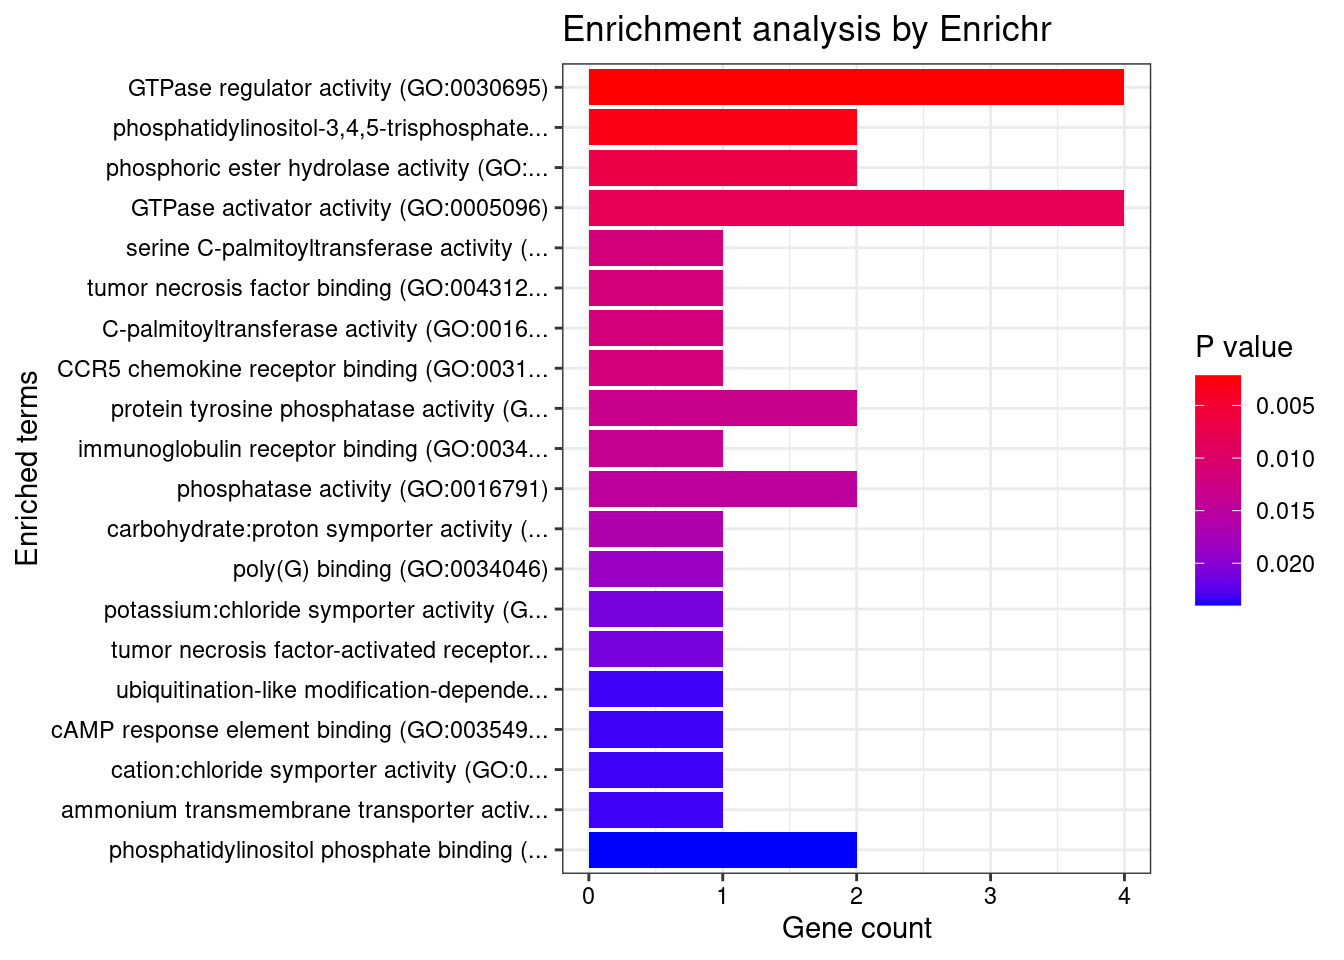 Enrichment analysis by Enrichr
GTPase regulator activity (GO:0030695)
phosphatidylinositol-3,4,5-trisphosphate...
phosphoric ester hydrolase activity (GO:...
GTPase activator activity (GO:0005096)
serine C-palmitoyltransferase activity (...
tumor necrosis factor binding (GO:004312...
C-palmitoyltransferase activity (GO:0016...
CCR5 chemokine receptor binding (GO:0031...
protein tyrosine phosphatase activity (G...
immunoglobulin receptor binding (GO:0034...
phosphatase activity (GO:0016791)
carbohydrate:proton symporter activity (...
poly(G) binding (GO:0034046)
potassium:chloride symporter activity (G...
tumor necrosis factor-activated receptor...
ubiquitination-like modification-depende...
cAMP response element binding (GO:003549...
cation:chloride symporter activity (GO:0...
ammonium transmembrane transporter activ...
phosphatidylinositol phosphate binding (...
Enriched terms
0 1 2 3 4
Gene count
P value
0.005
0.010
0.015
0.020